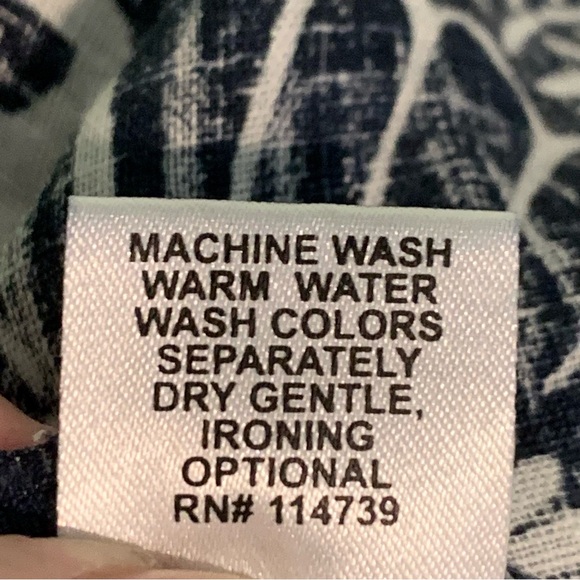 MACHINE WASH
WARM WATER
WASH COLORS
SEPARATELY
DRY GENTLE,
IRONING
OPTIONAL
RN# 114739